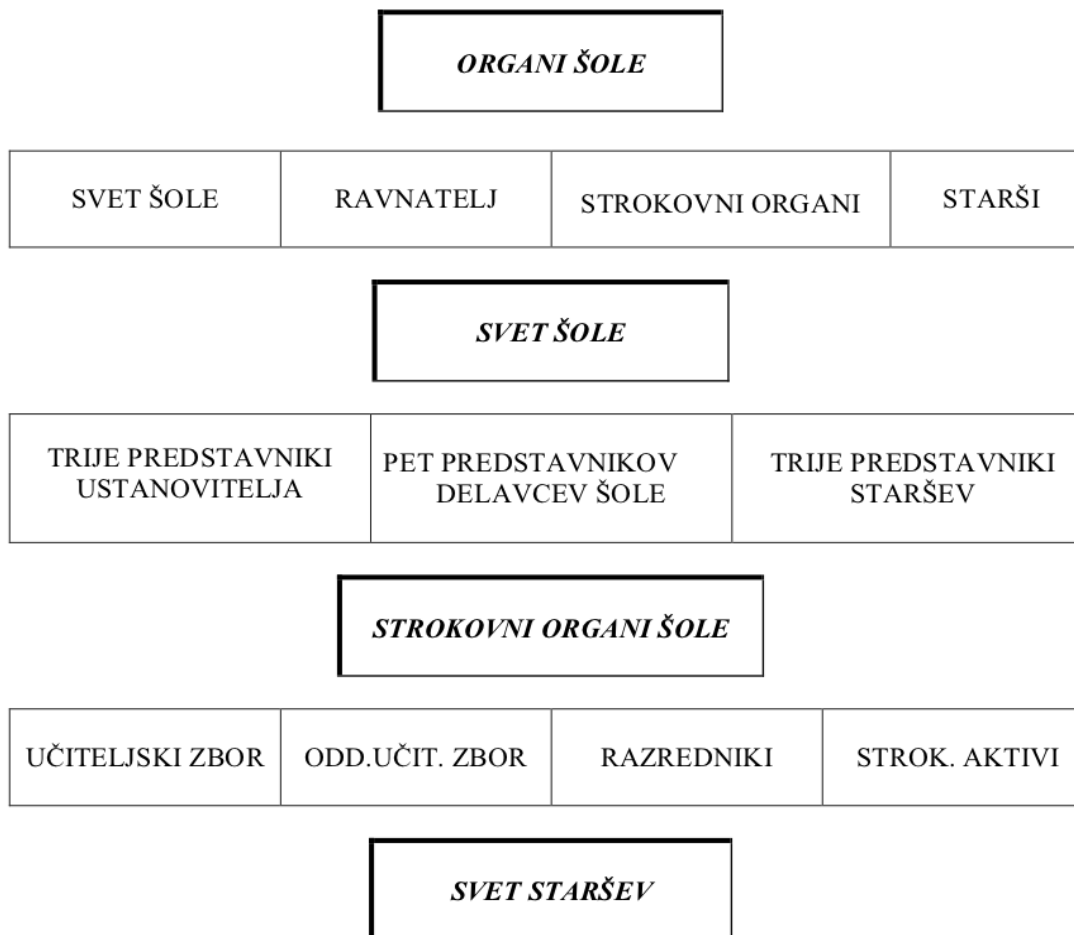 ORGANI ŠOLE
SVET ŠOLE
RAVNATELJ
STROKOVNI ORGANI
STARŠI
SVET ŠOLE
TRIJE PREDSTAVNIKI
USTANOVITELJA
PET PREDSTAVNIKOV
DELAVCEV ŠOLE
TRIJE PREDSTAVNIKI
STARŠEV
STROKOVNI ORGANI ŠOLE
UČITELJSKI ZBOR
ODD.UČIT. ZBOR
RAZREDNIKI
STROK. AKTIVI
SVET STARŠEV